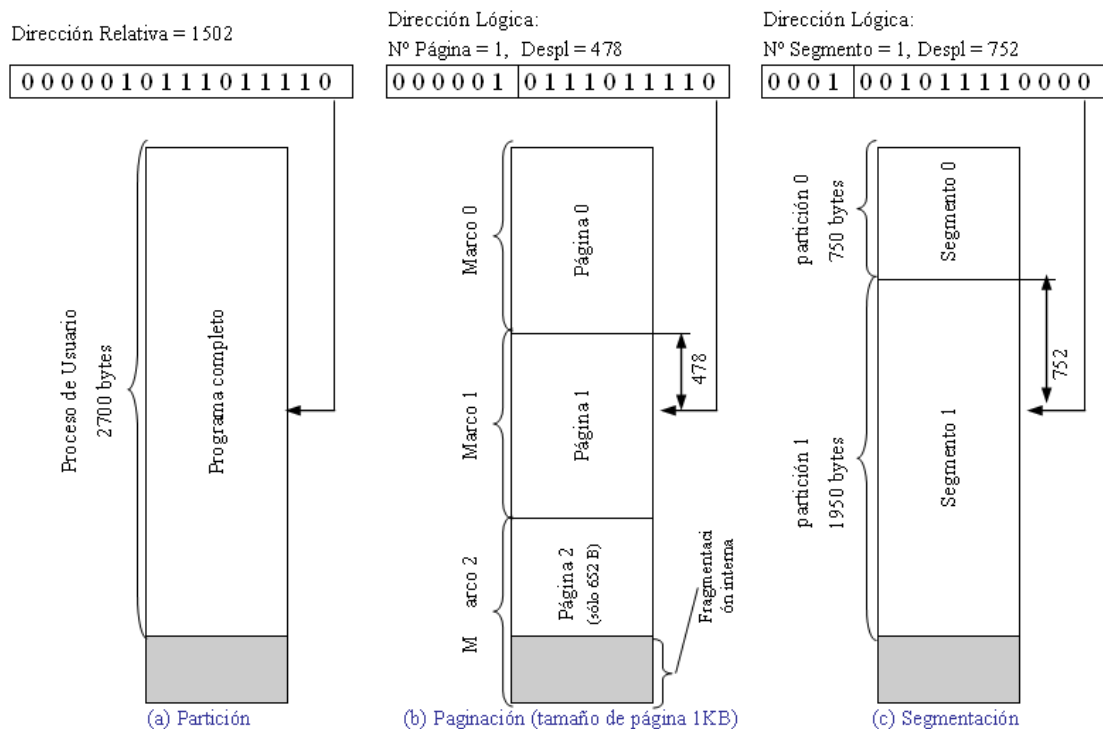 Dirección Relativa = 1502
0000010111011110
Proceso de Usuario
2700 bytes
Programa completo
(a) Partición
Dirección Lógica:
Nº Página = 1, Despl = 478
000001 0111011110
Marco 0
Marco 1
M arco 2
Página 0
Página 1
Página 2
(sólo 652 B)
478
Fragmentaci
ón interna
(b) Paginación (tamaño de página 1KB)
Dirección Lógica:
Nº Segmento = 1, Despl = 752
0001 001011110000
partición 0
750 bytes
partición 1
1950 bytes
Segmento 0
Segmento 1
752
(c) Segmentación